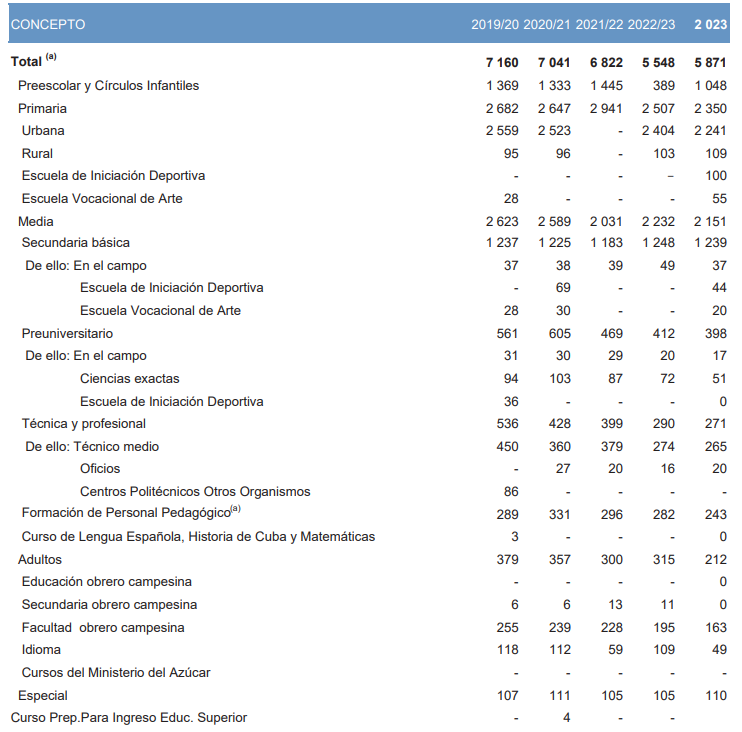 CONCEPTO 2019/20 2020/21 2021/22 2022/23 2 023
Total (a) 7 160 7 041 6 822 5 548 5 871
Preescolar y Círculos Infantiles 1 369 1 333 1 445 389 1 048
Primaria 2 682 2 647 2 941 2 507 2 350
Urbana 2 559 2 523 - 2 404 2 241
Rural 95 96 - 103 109
Escuela de Iniciación Deportiva - - - – 100
Escuela Vocacional de Arte 28 - - - 55
Media 2 623 2 589 2 031 2 232 2 151
Secundaria básica 1 237 1 225 1 183 1 248 1 239
De ello: En el campo 37 38 39 49 37
Escuela de Iniciación Deportiva - 69 - - 44
Escuela Vocacional de Arte 28 30 - - 20
Preuniversitario 561 605 469 412 398
De ello: En el campo 31 30 29 20 17
Ciencias exactas 94 103 87 72 51
Escuela de Iniciación Deportiva 36 - - - 0
Técnica y profesional 536 428 399 290 271
De ello: Técnico medio 450 360 379 274 265
Oficios - 27 20 16 20
Centros Politécnicos Otros Organismos 86 - - - -
Formación de Personal Pedagógico(a) 289 331 296 282 243
Curso de Lengua Española, Historia de Cuba y Matemáticas 3 - - - 0
Adultos 379 357 300 315 212
Educación obrero campesina - - - - 0
Secundaria obrero campesina 6 6 13 11 0
Facultad obrero campesina 255 239 228 195 163
Idioma 118 112 59 109 49
Cursos del Ministerio del Azúcar - - - - -
Especial 107 111 105 105 110
Curso Prep.Para Ingreso Educ. Superior - 4 - -